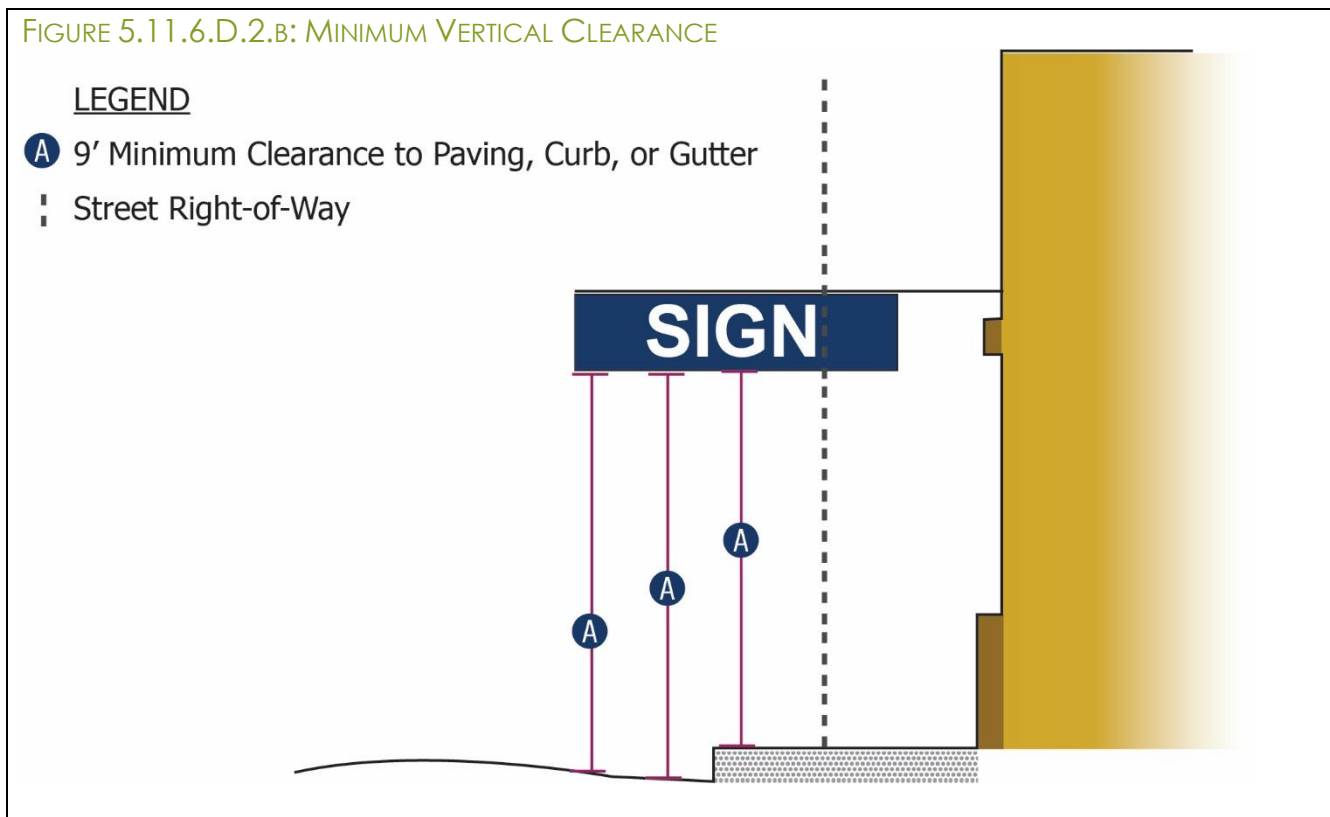 FIGURE 5.11.6.D.2.B: MINIMUM VERTICAL CLEARANCE
LEGEND
A 9' Minimum Clearance to Paving, Curb, or Gutter
Street Right-of-Way
SIGN
A
A
A